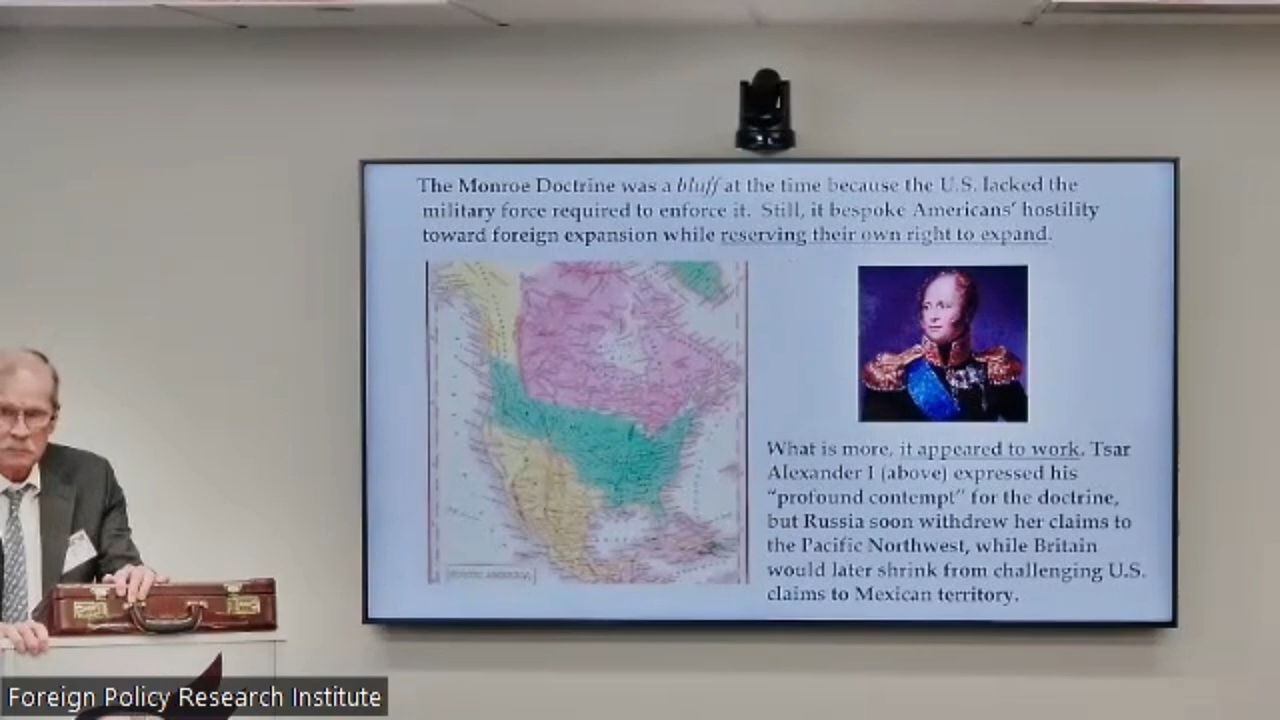 The Monroe Doctrine was a bluff at the time because the U.S. lacked the
military force required to enforce it. Still, it bespoke Americans' hostility
toward foreign expansion while reserving their own right to expand.
What is more, it appeared to work. Tsar
Alexander I (above) expressed his
"profound contempt" for the doctrine,
but Russia soon withdrew her claims to
the Pacific Northwest, while Britain
would later shrink from challenging U.S.
claims to Mexican territory.
Foreign Policy Research Institute